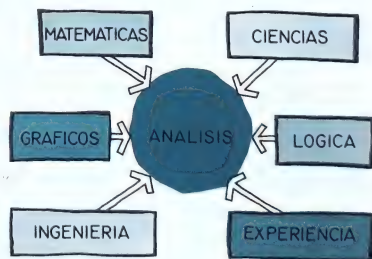 MATEMATICAS
CIENCIAS
GRAFICOS
ANALISIS
LOGICA
INGENIERIA
EXPERIENCIA